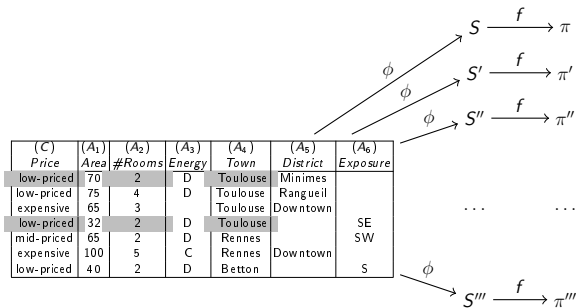 S f π
ϕ
S′ f π′
ϕ
S″ f π″
ϕ
(C) (A₁) (A₂) (A₃) (A₄) (A₅) (A₆)
Price Area #Rooms Energy Town District Exposure
low-priced 70 2 D Toulouse Minimes
low-priced 75 4 D Toulouse Rangueil
expensive 65 3 Toulouse Downtown
low-priced 32 2 D Toulouse SE
mid-priced 65 2 D Rennes SW
expensive 100 5 C Rennes Downtown
low-priced 40 2 D Betton S
... ...
ϕ
S‴ f π‴